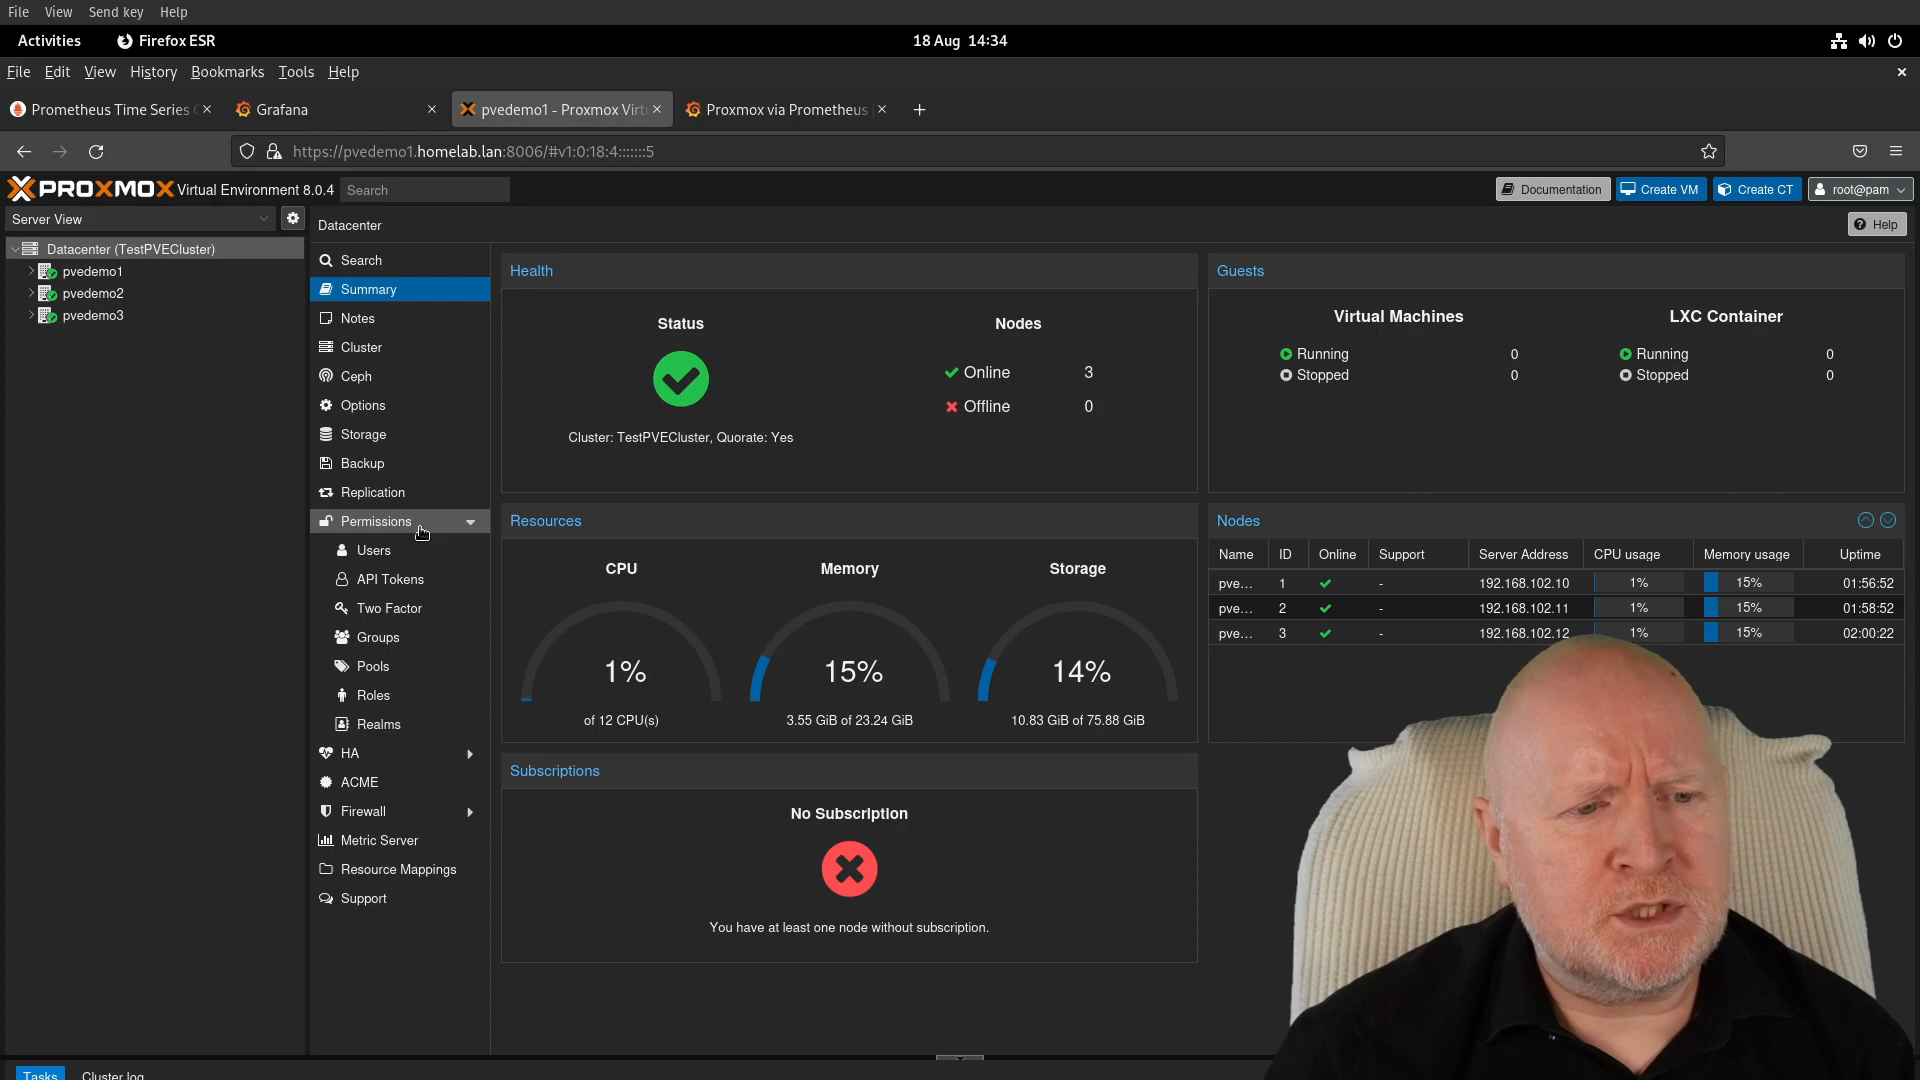 File View Send key Help
Activities Firefox ESR 18 Aug 14:34
File Edit View History Bookmarks Tools Help
Prometheus Time Series Grafana pvedemo1 - Proxmox Virt Proxmox via Prometheus
https://pvedemo1.homelab.lan:8006/#v1:0:18:4:::::::5
PROXMOX Virtual Environment 8.0.4 Search Documentation Create VM Create CT root@pam
Server View
Datacenter
Help
Datacenter (TestPVECluster)
pvedemo1
pvedemo2
pvedemo3
Search
Summary
Notes
Cluster
Ceph
Options
Storage
Backup
Replication
Permissions
Users
API Tokens
Two Factor
Groups
Pools
Roles
Realms
HA
ACME
Firewall
Metric Server
Resource Mappings
Support
Health
Status
Nodes
Online 3
Offline 0
Cluster: TestPVECluster, Quorate: Yes
Guests
Virtual Machines LXC Container
Running 0 Running 0
Stopped 0 Stopped 0
Resources
CPU Memory Storage
1% 15% 14%
of 12 CPU(s) 3.55 GiB of 23.24 GiB 10.83 GiB of 75.88 GiB
Nodes
Name ID Online Support Server Address CPU usage Memory usage Uptime
pve... 1 - 192.168.102.10 1% 15% 01:56:52
pve... 2 - 192.168.102.11 1% 15% 01:58:52
pve... 3 - 192.168.102.12 1% 15% 02:00:22
Subscriptions
No Subscription
You have at least one node without subscription.
Tasks Cluster log